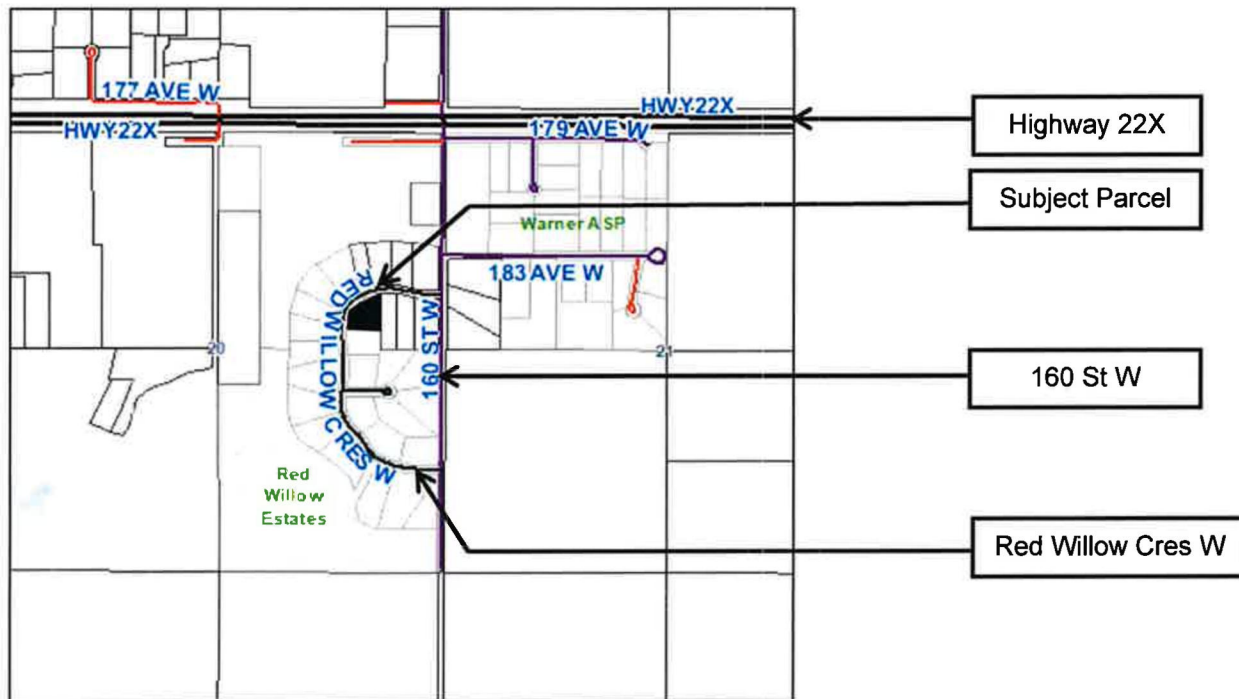 177 AVE W
HWY 22X
HWY 22X
179 AVE W
Highway 22X
Subject Parcel
Warner ASP
183 AVE W
RED WILLOW CRES W
160 ST W
20
21
160 St W
Red
Willow
Estates
Red Willow Cres W